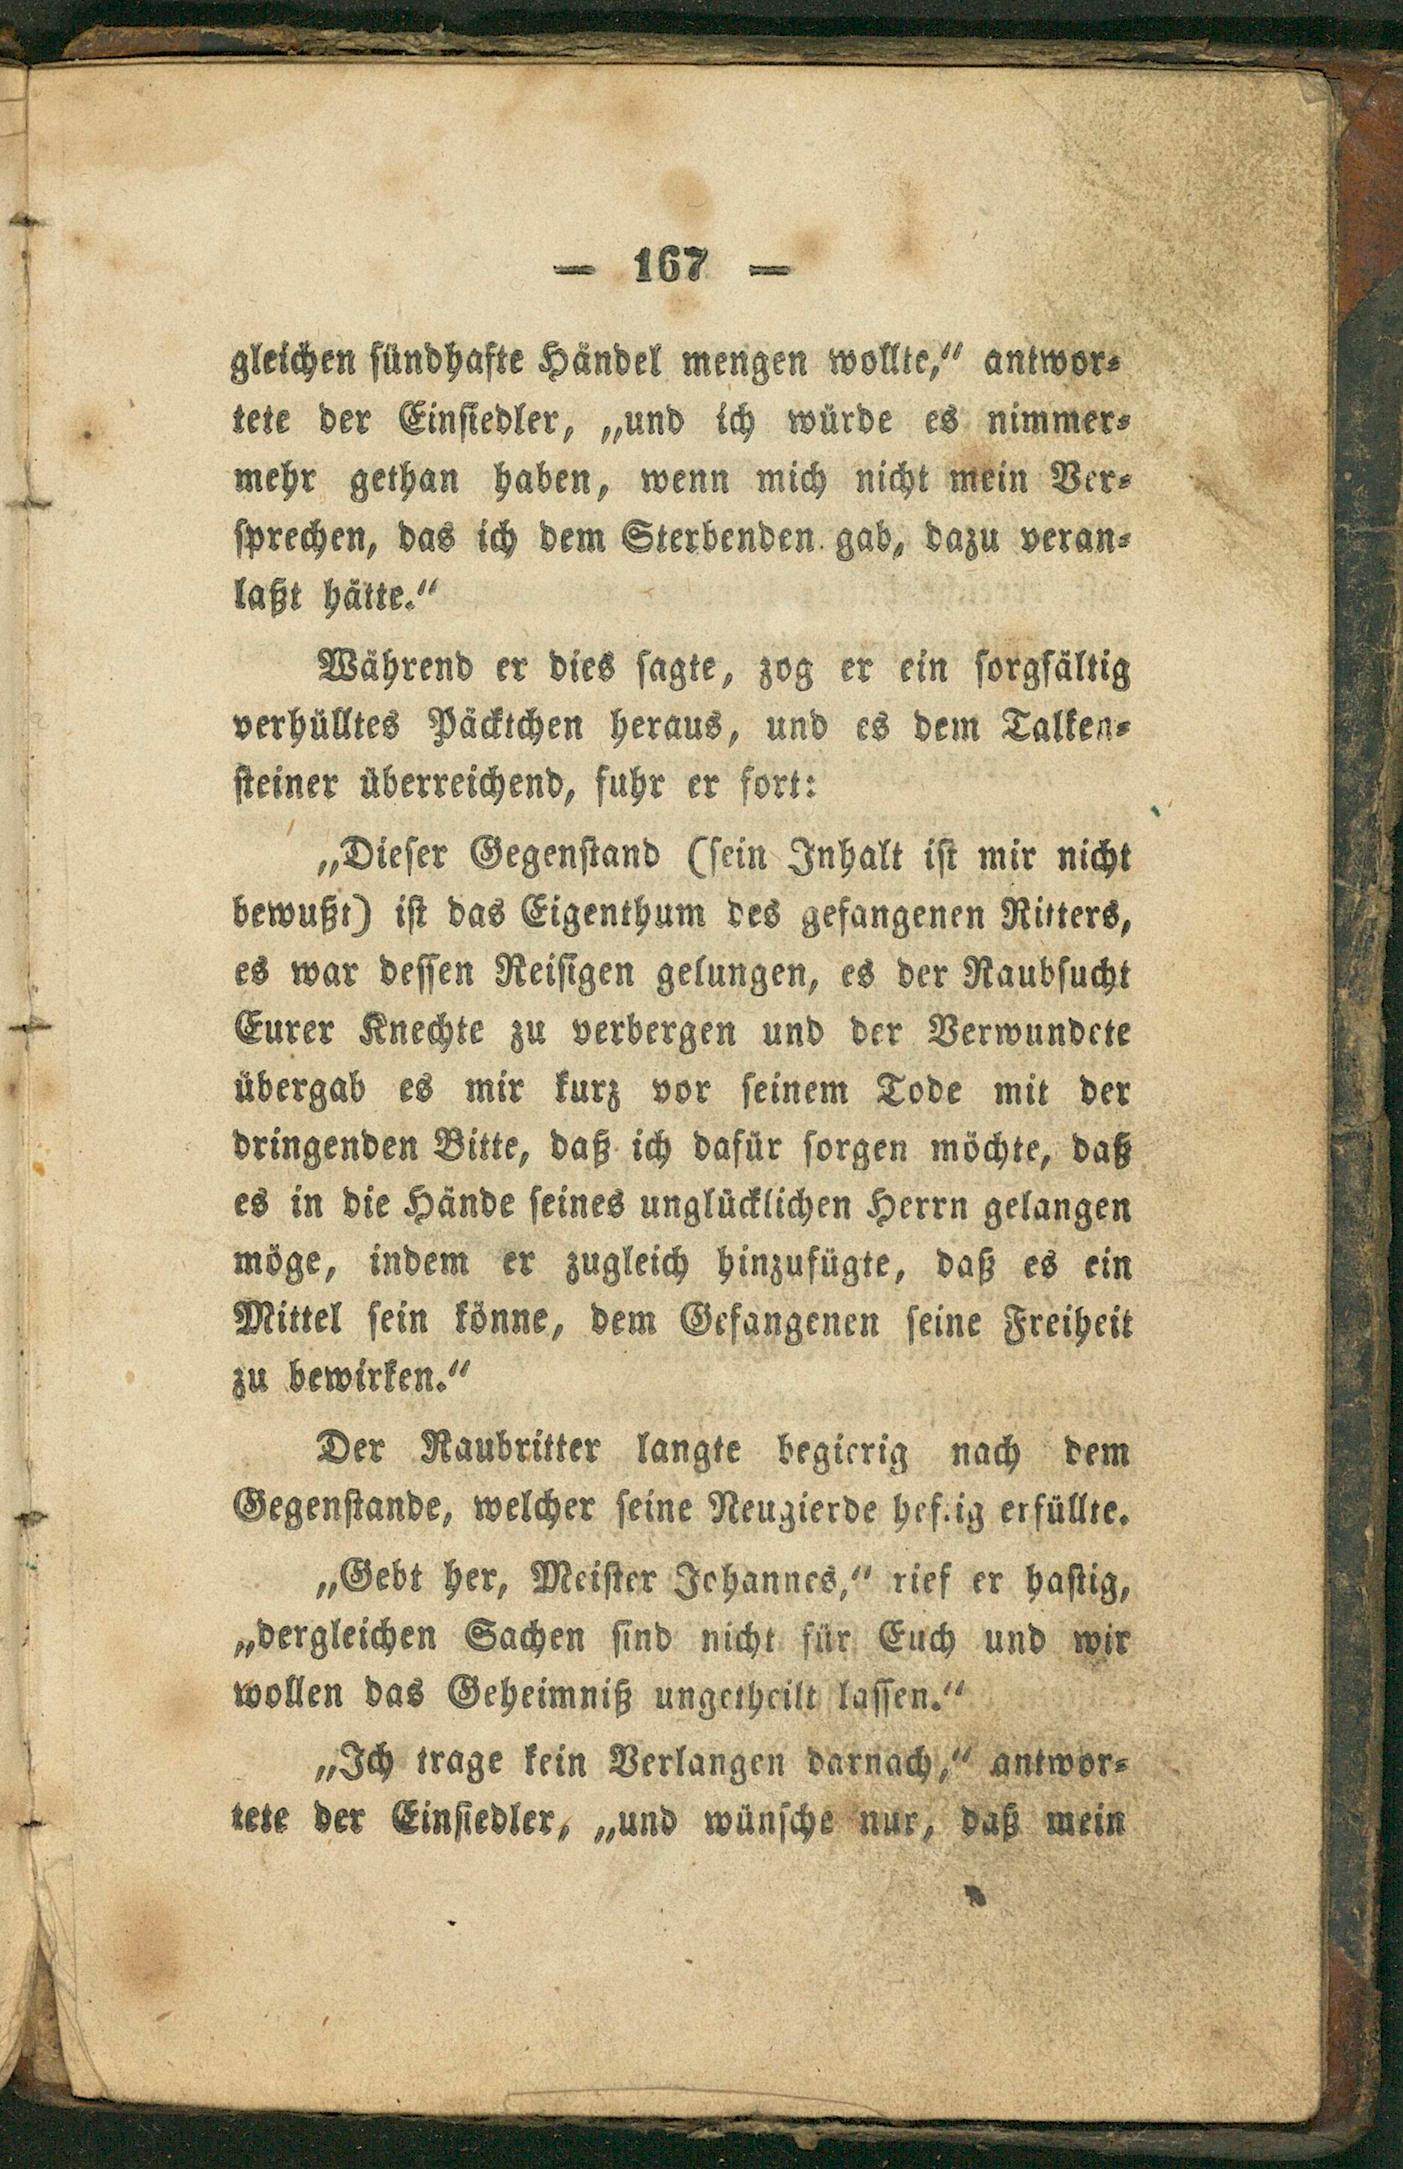 — 167 —
gleichen sündhafte Händel mengen wollte,“ antwor-
tete der Einsiedler, „und ich würde es nimmer-
mehr gethan haben, wenn mich nicht mein Ver-
sprechen, das ich dem Sterbenden gab, dazu veran-
laßt hätte.“
Während er dies sagte, zog er ein sorgfältig
verhülltes Päcktchen heraus, und es dem Talken-
steiner überreichend, fuhr er fort:
„Dieser Gegenstand (sein Inhalt ist mir nicht
bewußt) ist das Eigenthum des gefangenen Ritters,
es war dessen Reisigen gelungen, es der Raubsucht
Eurer Knechte zu verbergen und der Verwundete
übergab es mir kurz vor seinem Tode mit der
dringenden Bitte, daß ich dafür sorgen möchte, daß
es in die Hände seines unglücklichen Herrn gelangen
möge, indem er zugleich hinzufügte, daß es ein
Mittel sein könne, dem Gefangenen seine Freiheit
zu bewirken.“
Der Raubritter langte begierig nach dem
Gegenstande, welcher seine Neugierde heftig erfüllte.
„Gebt her, Meister Johannes,“ rief er hastig,
„dergleichen Sachen sind nicht für Euch und wir
wollen das Geheimniß ungetheilt lassen.“
„Ich trage kein Verlangen darnach,“ antwor-
tete der Einsiedler, „und wünsche nur, daß mein